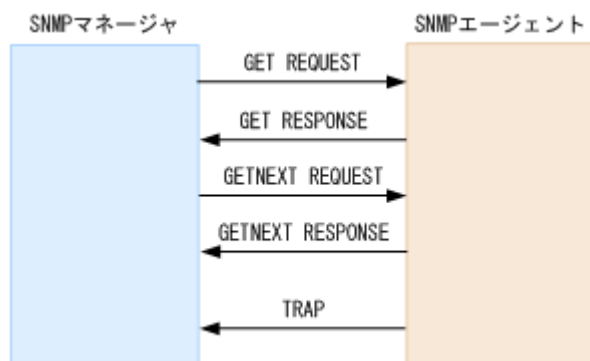 SNMPマネージャ
SNMPエージェント
GET REQUEST
GET RESPONSE
GETNEXT REQUEST
GETNEXT RESPONSE
TRAP